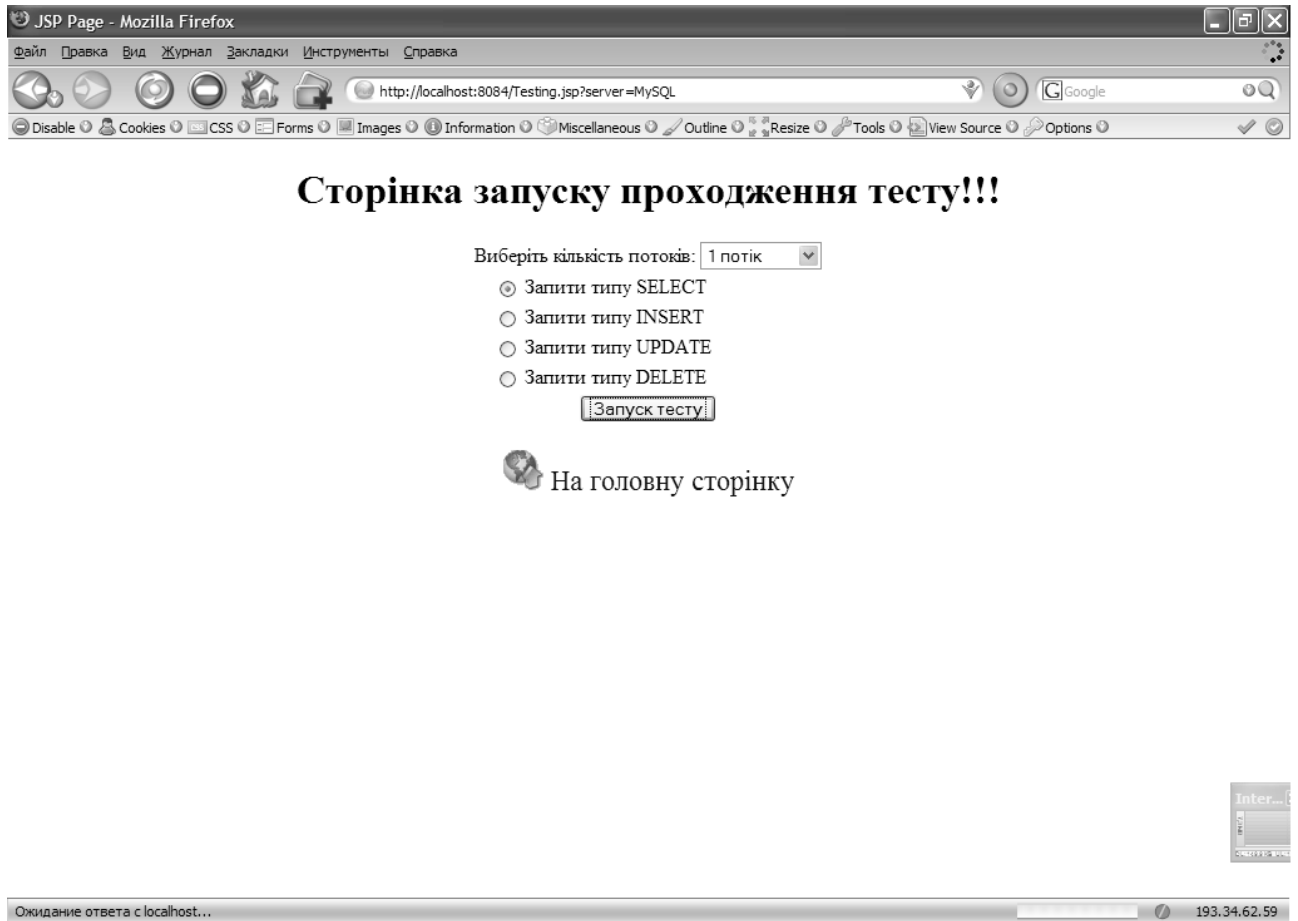 JSP Page - Mozilla Firefox
Файл Правка Вид Журнал Закладки Инструменты Справка
http://localhost:8084/Testing.jsp?server=MySQL
Google
Disable Cookies CSS Forms Images Information Miscellaneous Outline Resize Tools View Source Options
Сторінка запуску проходження тесту!!!
Виберіть кількість потоків: 1 потік
Запити типу SELECT
Запити типу INSERT
Запити типу UPDATE
Запити типу DELETE
Запуск тесту
На головну сторінку
Inter...
Ожидание ответа с localhost...
193.34.62.59